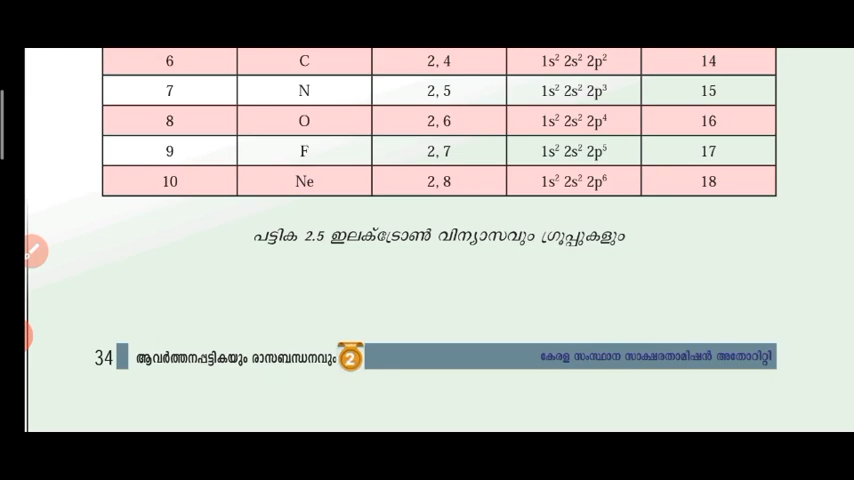 6 C 2, 4 1s² 2s² 2p² 14
7 N 2, 5 1s² 2s² 2p³ 15
8 O 2, 6 1s² 2s² 2p⁴ 16
9 F 2, 7 1s² 2s² 2p⁵ 17
10 Ne 2, 8 1s² 2s² 2p⁶ 18
പട്ടിക 2.5 ഇലക്ട്രോൺ വിന്യാസവും ഗ്രൂപ്പുകളും
34 ആവർത്തനപ്പട്ടികയും രാസബന്ധനവും 2 കേരള സംസ്ഥാന സാക്ഷരതാമിഷൻ അതോറിറ്റി